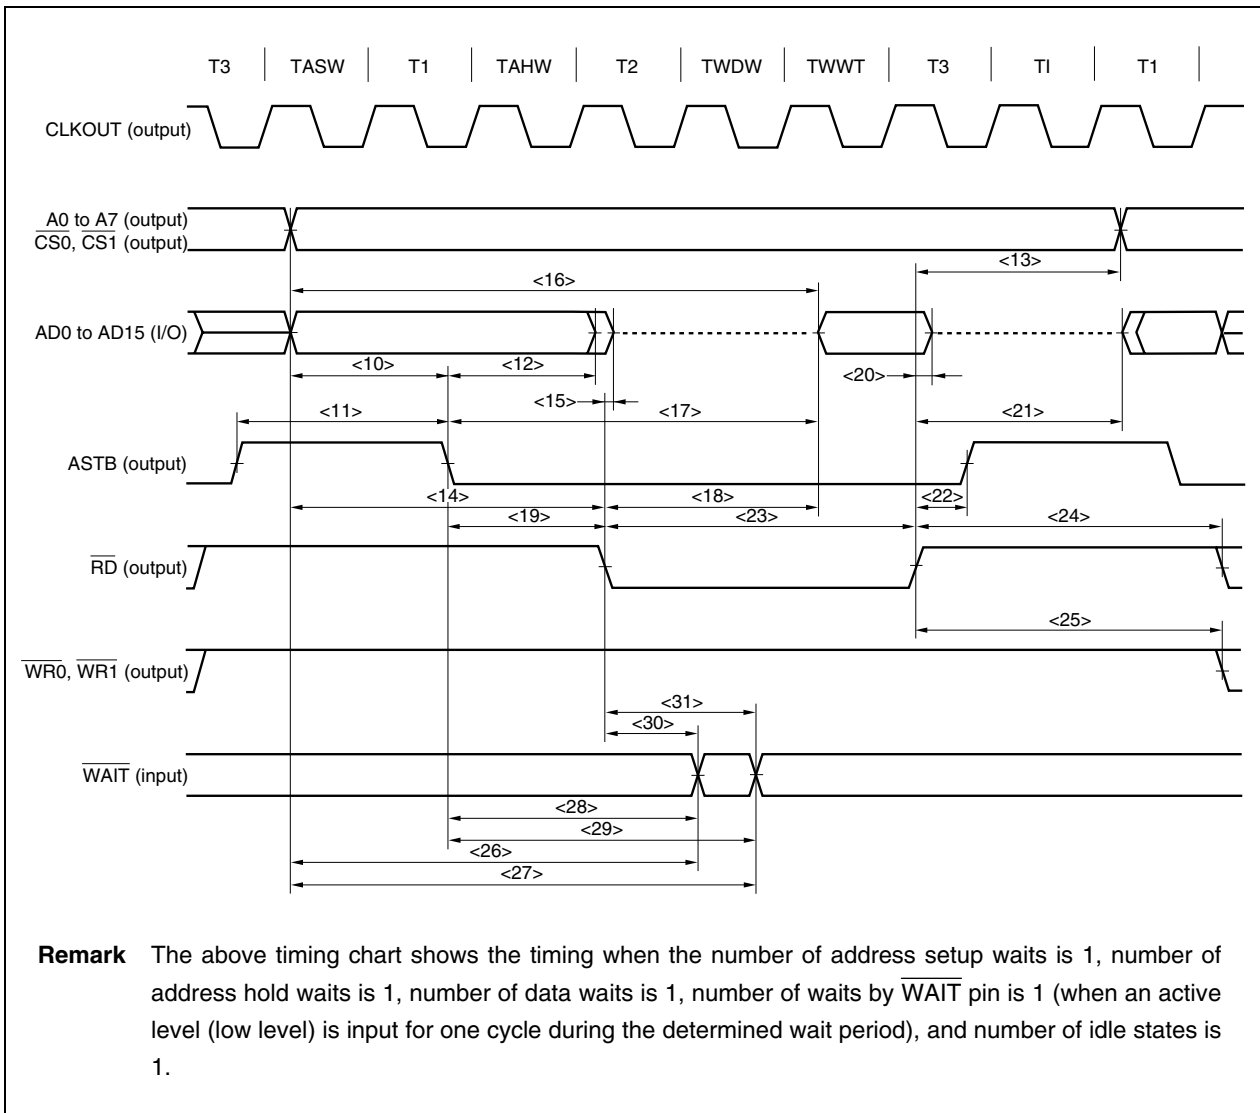 T3 TASW T1 TAHW T2 TWDW TWWT T3 TI T1
CLKOUT (output)
A0 to A7 (output)
CS0, CS1 (output)
<13>
<16>
AD0 to AD15 (I/O)
<10> <12> <20>
<15>
<11> <17> <21>
ASTB (output)
<14> <18> <22>
<19> <23> <24>
RD (output)
<25>
WR0, WR1 (output)
<31>
<30>
WAIT (input)
<28>
<29>
<26>
<27>
Remark The above timing chart shows the timing when the number of address setup waits is 1, number of
address hold waits is 1, number of data waits is 1, number of waits by WAIT pin is 1 (when an active
level (low level) is input for one cycle during the determined wait period), and number of idle states is
1.